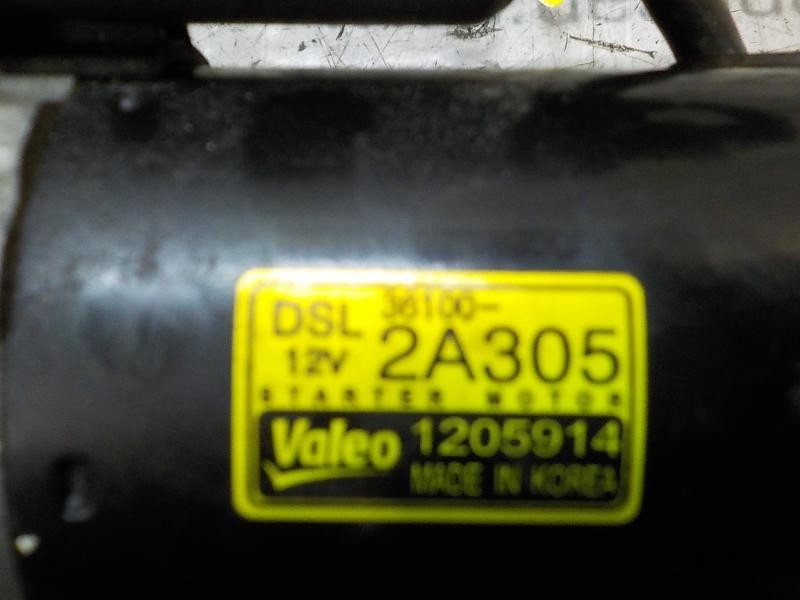 DSL 36100-
12V 2A305
STARTER MOTOR
Valeo 1205914
MADE IN KOREA